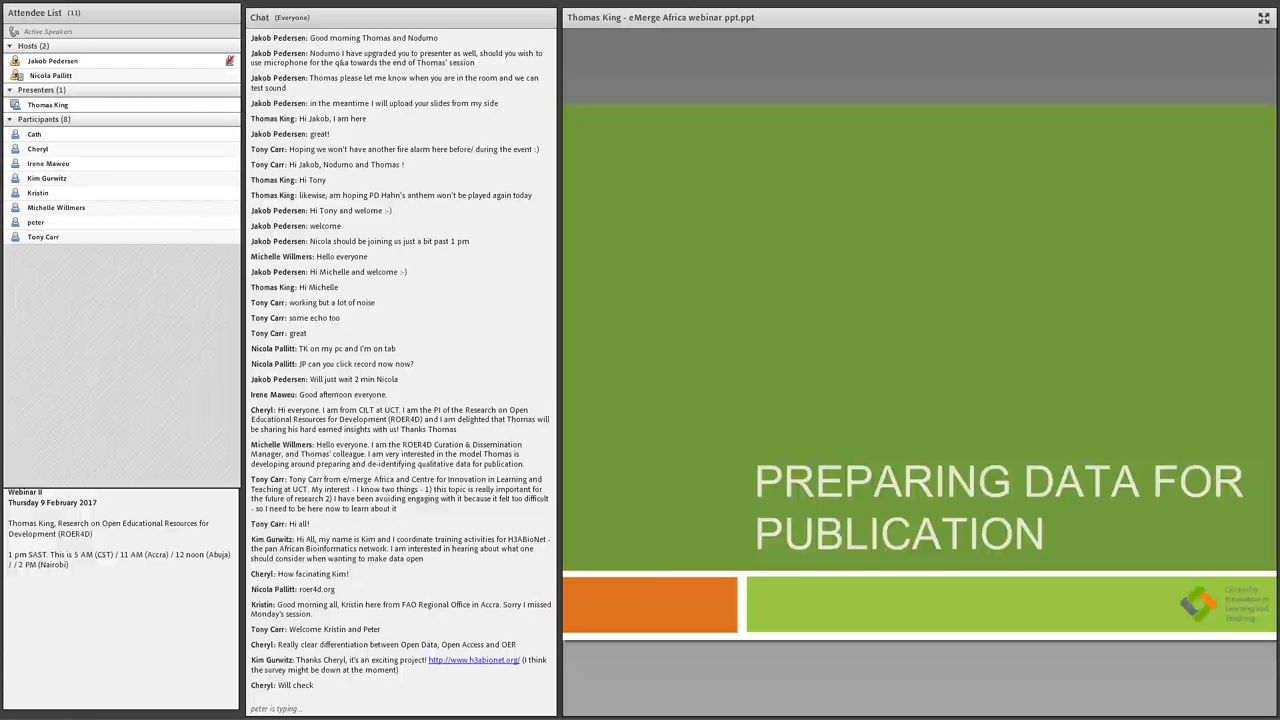 Attendee List (11)
Active Speakers
Hosts (2)
Jakob Pedersen
Nicola Pallitt
Presenters (1)
Thomas King
Participants (8)
Cath
Cheryl
Irene Maweu
Kim Gurwitz
Kristin
Michelle Willmers
peter
Tony Carr
Webinar II
Thursday 9 February 2017
Thomas King, Research on Open Educational Resources for
Development (ROER4D)
1 pm SAST. This is 5 AM (CST) / 11 AM (Accra) / 12 noon (Abuja)
/ / 2 PM (Nairobi)
Chat (Everyone)
Jakob Pedersen: Good morning Thomas and Nodumo
Jakob Pedersen: Nodumo I have upgraded you to presenter as well, should you wish to
use microphone for the q&a towards the end of Thomas' session
Jakob Pedersen: Thomas please let me know when you are in the room and we can
test sound
Jakob Pedersen: in the meantime I will upload your slides from my side
Thomas King: Hi Jakob, I am here
Jakob Pedersen: great!
Tony Carr: Hoping we won't have another fire alarm here before/ during the event :)
Tony Carr: Hi Jakob, Nodumo and Thomas !
Thomas King: Hi Tony
Thomas King: likewise, am hoping PD Hahn's anthem won't be played again today
Jakob Pedersen: Hi Tony and welome :-)
Jakob Pedersen: welcome
Jakob Pedersen: Nicola should be joining us just a bit past 1 pm
Michelle Willmers: Hello everyone
Jakob Pedersen: Hi Michelle and welcome :-)
Thomas King: Hi Michelle
Tony Carr: working but a lot of noise
Tony Carr: some echo too
Tony Carr: great
Nicola Pallitt: TK on my pc and I'm on tab
Nicola Pallitt: JP can you click record now now?
Jakob Pedersen: Will just wait 2 min Nicola
Irene Maweu: Good afternoon everyone.
Cheryl: Hi everyone. I am from CILT at UCT. I am the PI of the Research on Open
Educational Resources for Development (ROER4D) and I am delighted that Thomas will
be sharing his hard earned insights with us! Thanks Thomas
Michelle Willmers: Hello everyone. I am the ROER4D Curation & Dissemination
Manager, and Thomas' colleague. I am very interested in the model Thomas is
developing around preparing and de-identifying qualitative data for publication.
Tony Carr: Tony Carr from e/merge Africa and Centre for Innovation in Learning and
Teaching at UCT. My interest - I know two things - 1) this topic is really important for
the future of research 2) I have been avoiding engaging with it because it felt too difficult
- so I need to be here now to learn about it
Tony Carr: Hi all!
Kim Gurwitz: Hi All, my name is Kim and I coordinate training activities for H3ABioNet -
the pan African Bioinformatics network. I am interested in hearing about what one
should consider when wanting to make data open
Cheryl: How facinating Kim!
Nicola Pallitt: roer4d.org
Kristin: Good morning all, Kristin here from FAO Regional Office in Accra. Sorry I missed
Monday's session.
Tony Carr: Welcome Kristin and Peter
Cheryl: Really clear differentiation between Open Data, Open Access and OER
Kim Gurwitz: Thanks Cheryl, it's an exciting project! http://www.h3abionet.org/ (I think
the survey might be down at the moment)
Cheryl: Will check
peter is typing...
Thomas King - eMerge Africa webinar ppt.ppt
PREPARING DATA FOR
PUBLICATION
Centre for
Innovation in
Learning and
Teaching